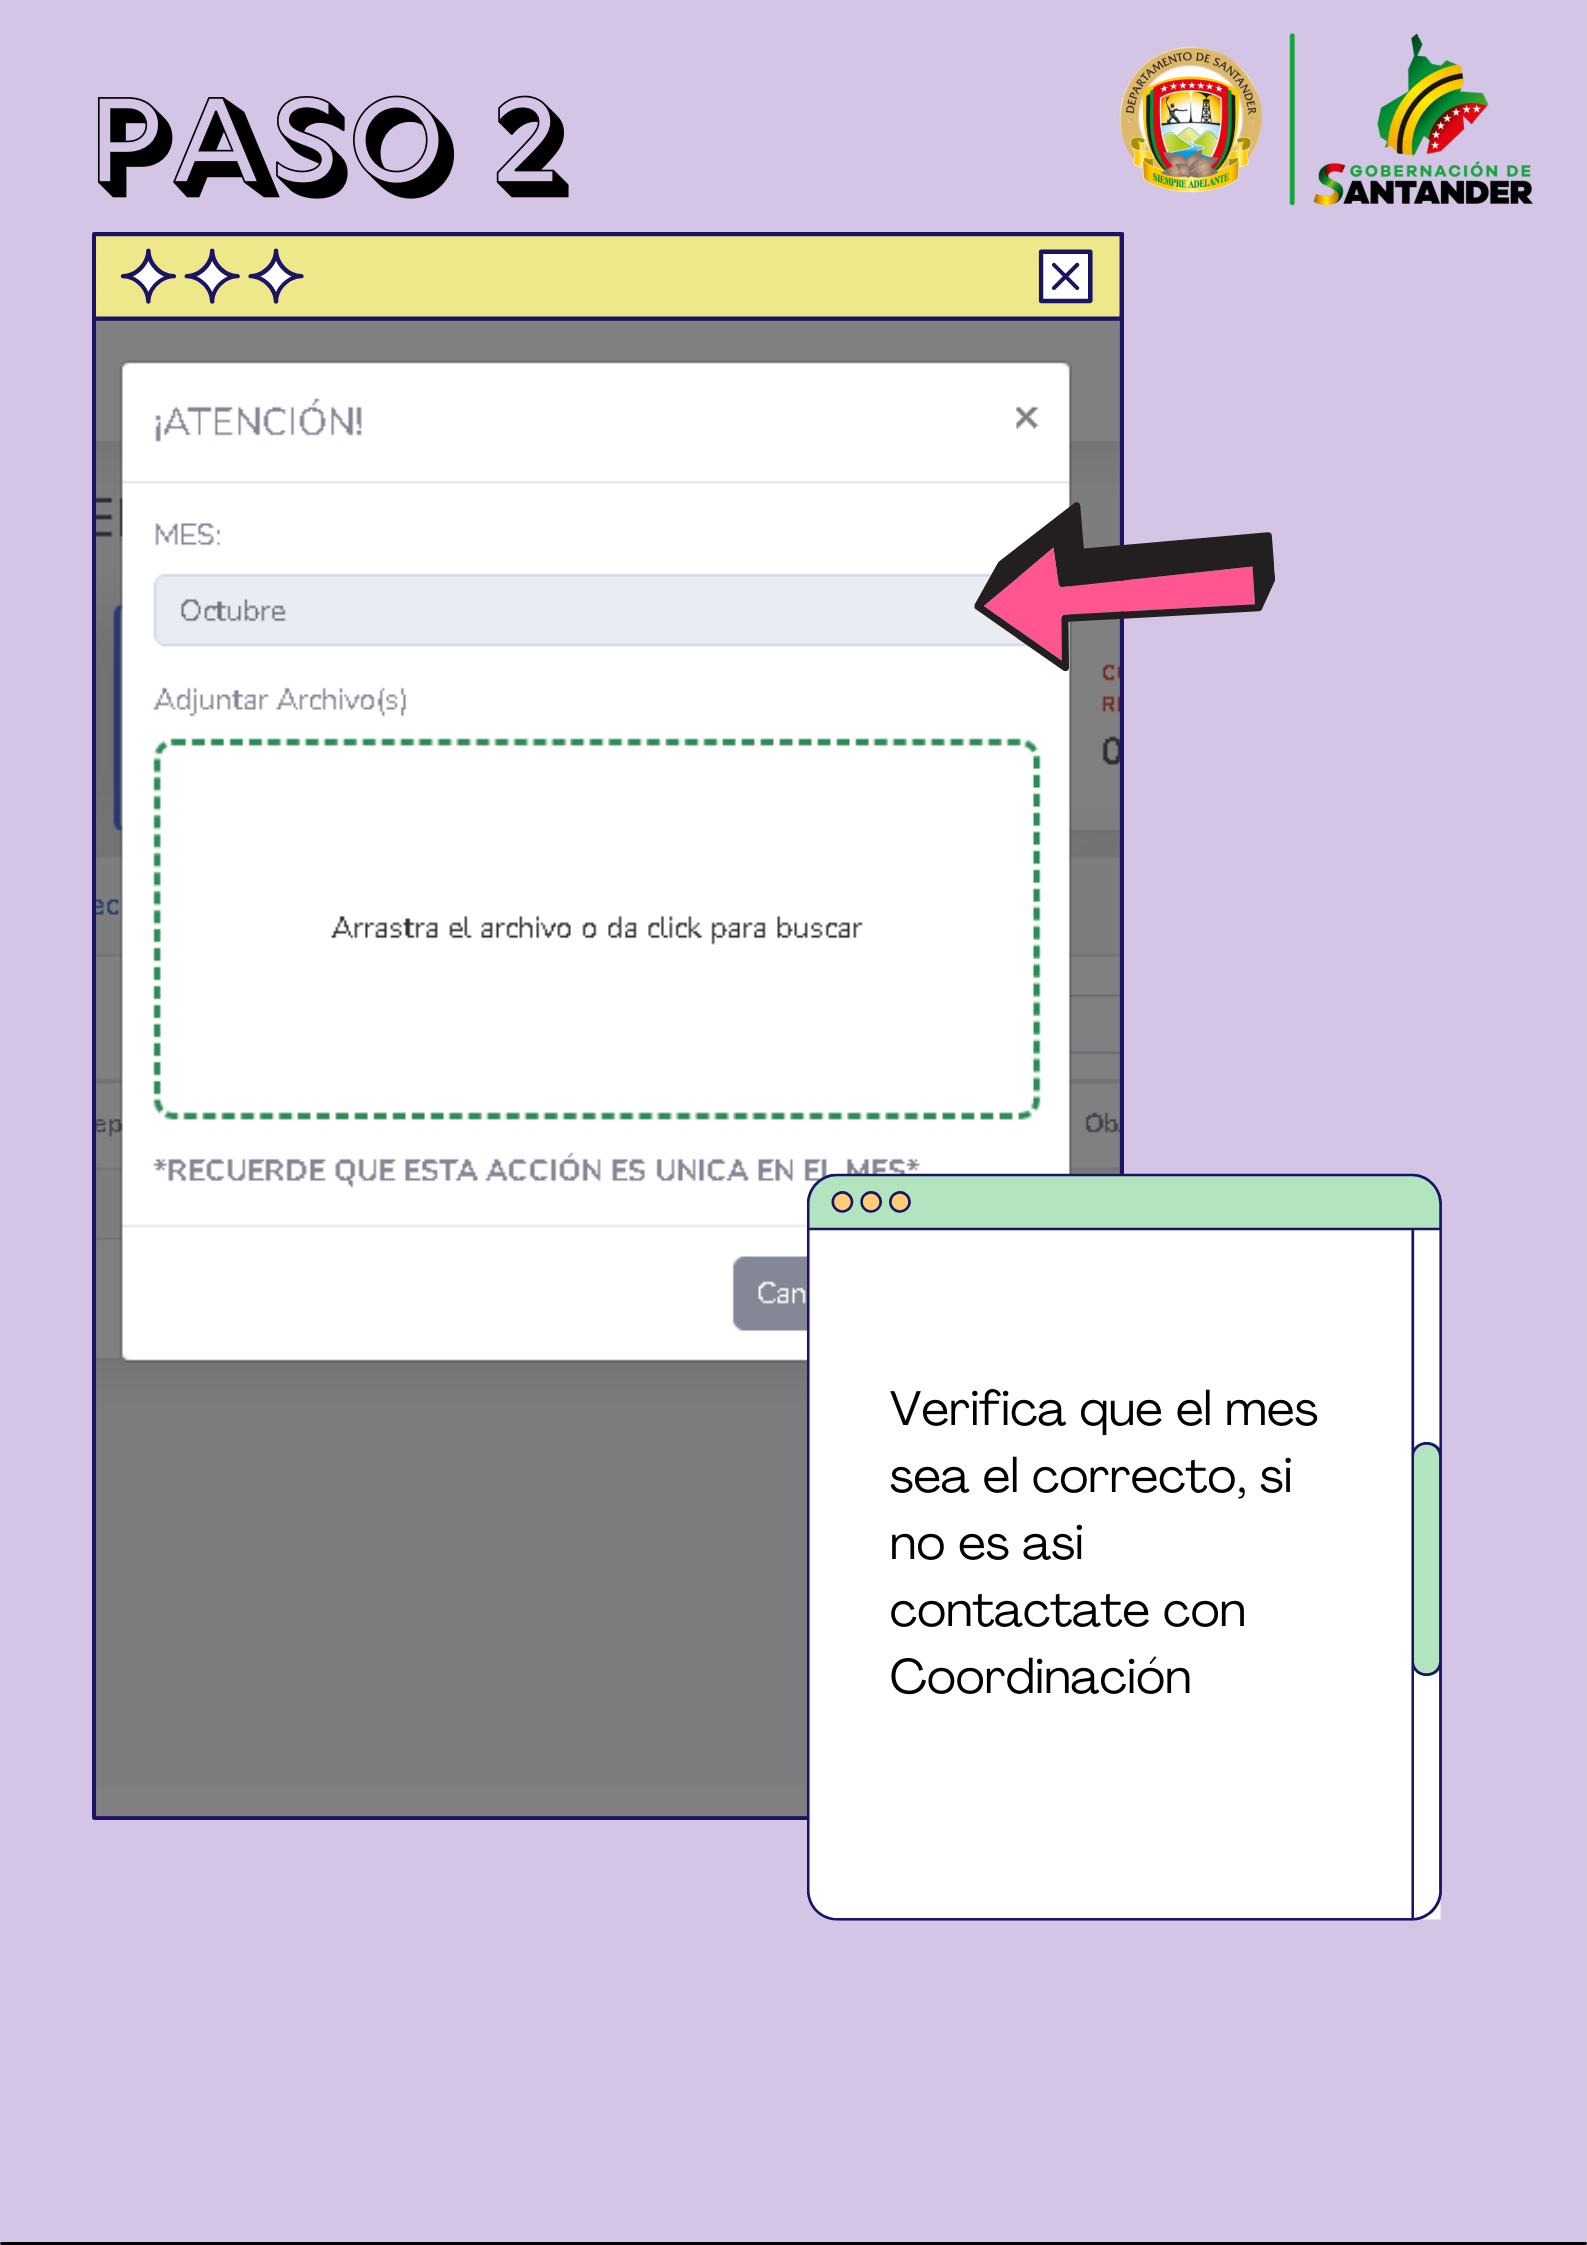 PASO 2
DEPARTAMENTO DE SANTANDER
SIEMPRE ADELANTE
GOBERNACIÓN DE
SANTANDER
¡ATENCIÓN!
MES:
Octubre
Adjuntar Archivo(s)
Arrastra el archivo o da click para buscar
*RECUERDE QUE ESTA ACCIÓN ES UNICA EN EL MES*
Verifica que el mes
sea el correcto, si
no es asi
contactate con
Coordinación